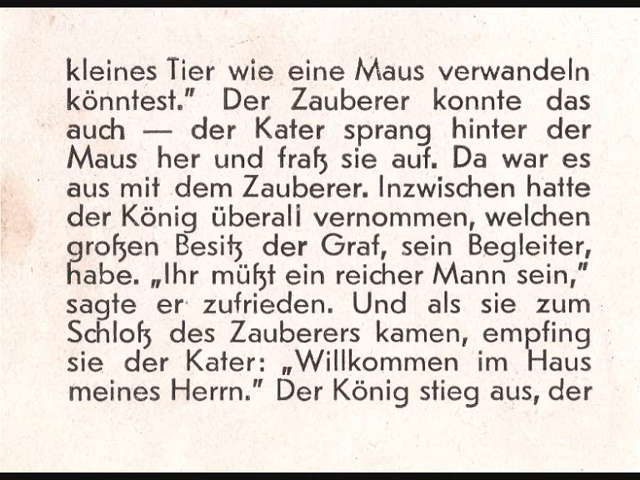 kleines Tier wie eine Maus verwandeln
könntest.” Der Zauberer konnte das
auch — der Kater sprang hinter der
Maus her und fraß sie auf. Da war es
aus mit dem Zauberer. Inzwischen hatte
der König überall vernommen, welchen
großen Besitz der Graf, sein Begleiter,
habe. „Ihr müßt ein reicher Mann sein,”
sagte er zufrieden. Und als sie zum
Schloß des Zauberers kamen, empfing
sie der Kater: „Willkommen im Haus
meines Herrn.” Der König stieg aus, der